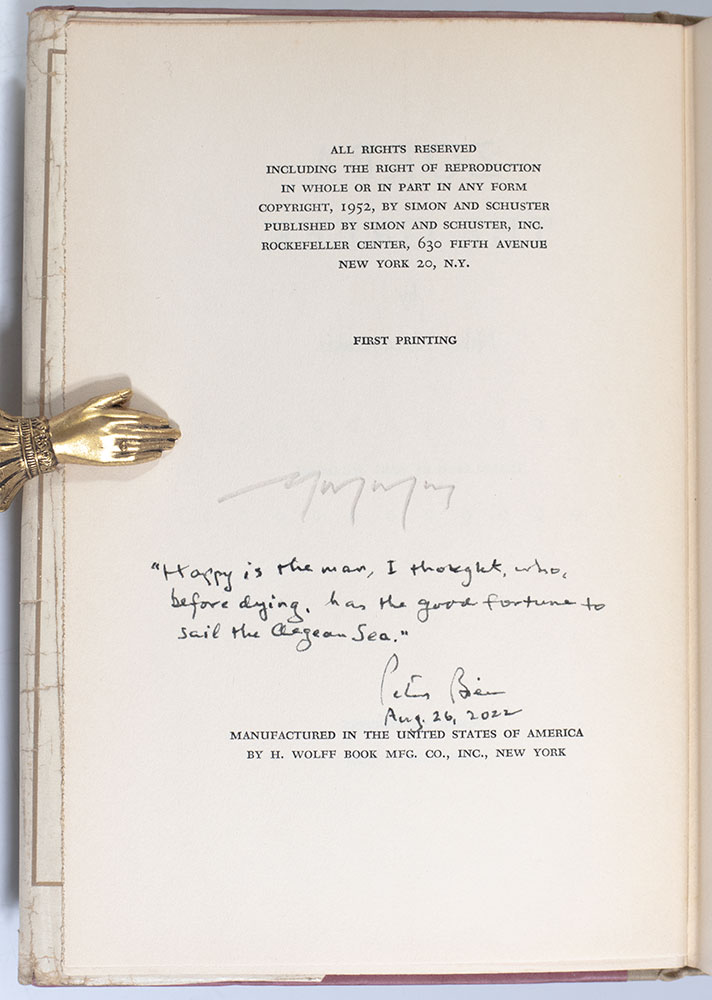 ALL RIGHTS RESERVED
INCLUDING THE RIGHT OF REPRODUCTION
IN WHOLE OR IN PART IN ANY FORM
COPYRIGHT, 1952, BY SIMON AND SCHUSTER
PUBLISHED BY SIMON AND SCHUSTER, INC.
ROCKEFELLER CENTER, 630 FIFTH AVENUE
NEW YORK 20, N.Y.
FIRST PRINTING
"Happy is the man, I thought, who,
before dying, has the good fortune to
sail the Aegean Sea."
Peter Bien
Aug. 26, 2022
MANUFACTURED IN THE UNITED STATES OF AMERICA
BY H. WOLFF BOOK MFG. CO., INC., NEW YORK